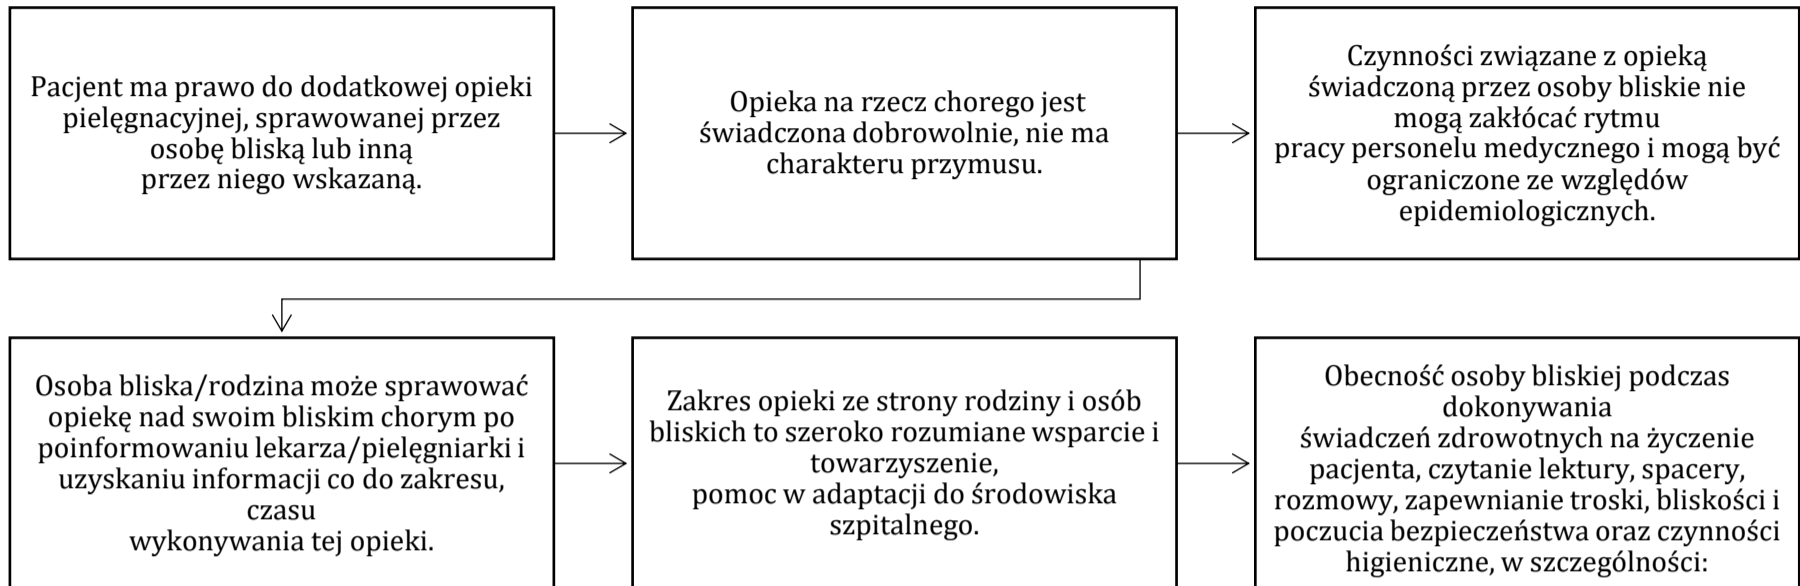 Pacjent ma prawo do dodatkowej opieki
pielęgnacyjnej, sprawowanej przez
osobę bliską lub inną
przez niego wskazaną.
Opieka na rzecz chorego jest
świadczona dobrowolnie, nie ma
charakteru przymusu.
Czynności związane z opieką
świadczoną przez osoby bliskie nie
mogą zakłócać rytmu
pracy personelu medycznego i mogą być
ograniczone ze względów
epidemiologicznych.
Osoba bliska/rodzina może sprawować
opiekę nad swoim bliskim chorym po
poinformowaniu lekarza/pielęgniarki i
uzyskaniu informacji co do zakresu,
czasu
wykonywania tej opieki.
Zakres opieki ze strony rodziny i osób
bliskich to szeroko rozumiane wsparcie i
towarzyszenie,
pomoc w adaptacji do środowiska
szpitalnego.
Obecność osoby bliskiej podczas
dokonywania
świadczeń zdrowotnych na życzenie
pacjenta, czytanie lektury, spacery,
rozmowy, zapewnianie troski, bliskości i
poczucia bezpieczeństwa oraz czynności
higieniczne, w szczególności: